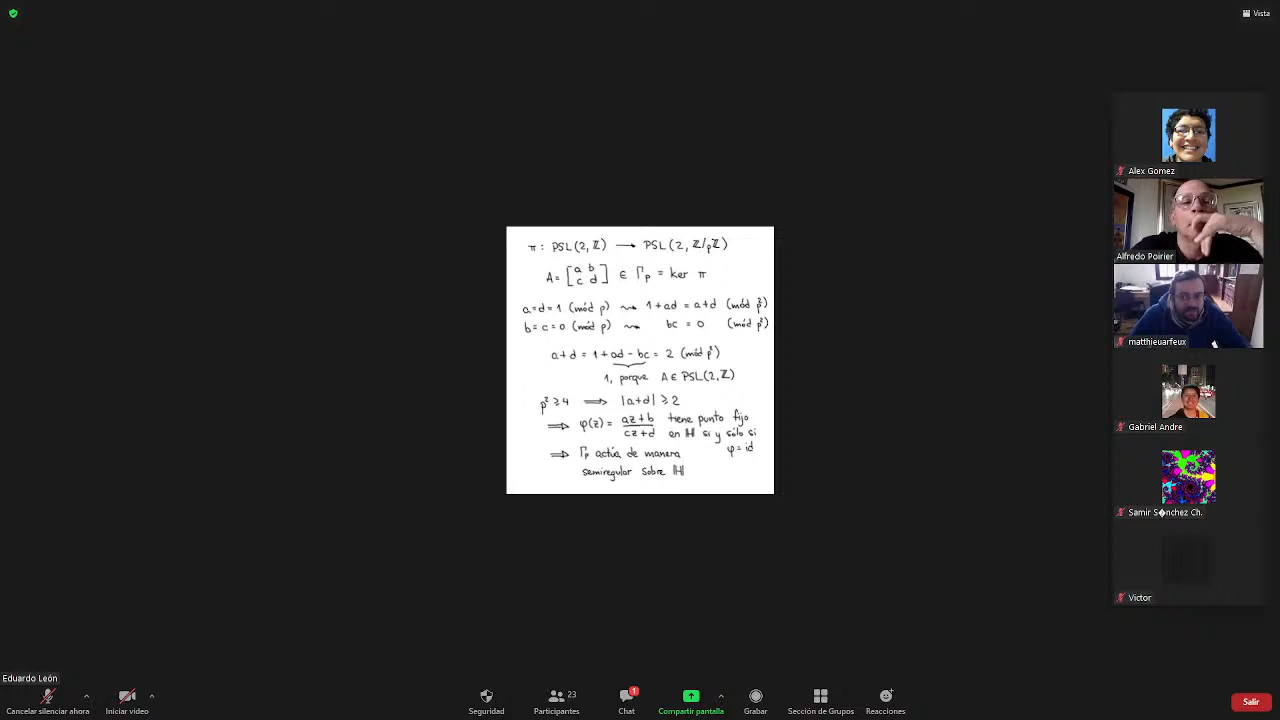 Vista
π: PSL(2, ℤ) → PSL(2, ℤ/pℤ)
A = [a b; c d] ∈ Γp = ker π
a = d = 1 (mód p) ⇝ 1 + ad = a + d (mód p²)
b = c = 0 (mód p) ⇝ bc = 0 (mód p²)
a + d = 1 + ad - bc = 2 (mód p²)
1, porque A ∈ PSL(2, ℤ)
p² ⩾ 4 ⟹ |a + d| ⩾ 2
⟹ φ(z) = (az + b)/(cz + d) tiene punto fijo
en ℍ si y sólo si
φ = id
⟹ Γp actúa de manera
semiregular sobre ℍ
Alex Gomez
Alfredo Poirier
matthieuarfeux
Gabriel Andre
Samir S�nchez Ch.
Victor
Eduardo León
Cancelar silenciar ahora
Iniciar video
Seguridad
23
Participantes
1
Chat
Compartir pantalla
Grabar
Sección de Grupos
Reacciones
Salir